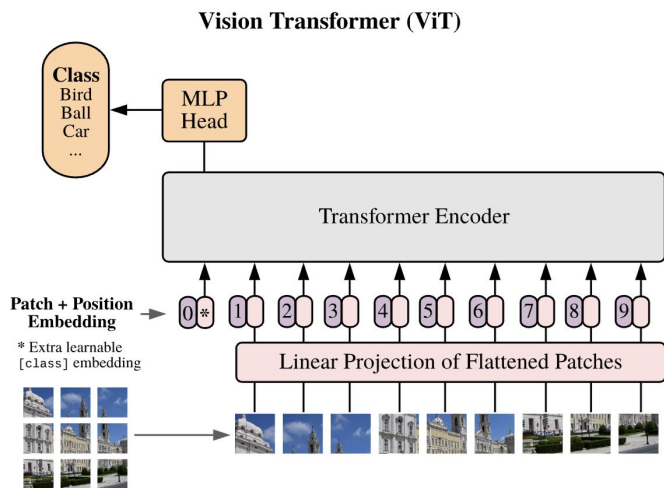 Vision Transformer (ViT)
Class
Bird
Ball
Car
...
MLP
Head
Transformer Encoder
Patch + Position
Embedding
0 * 1 2 3 4 5 6 7 8 9
* Extra learnable
[class] embedding
Linear Projection of Flattened Patches